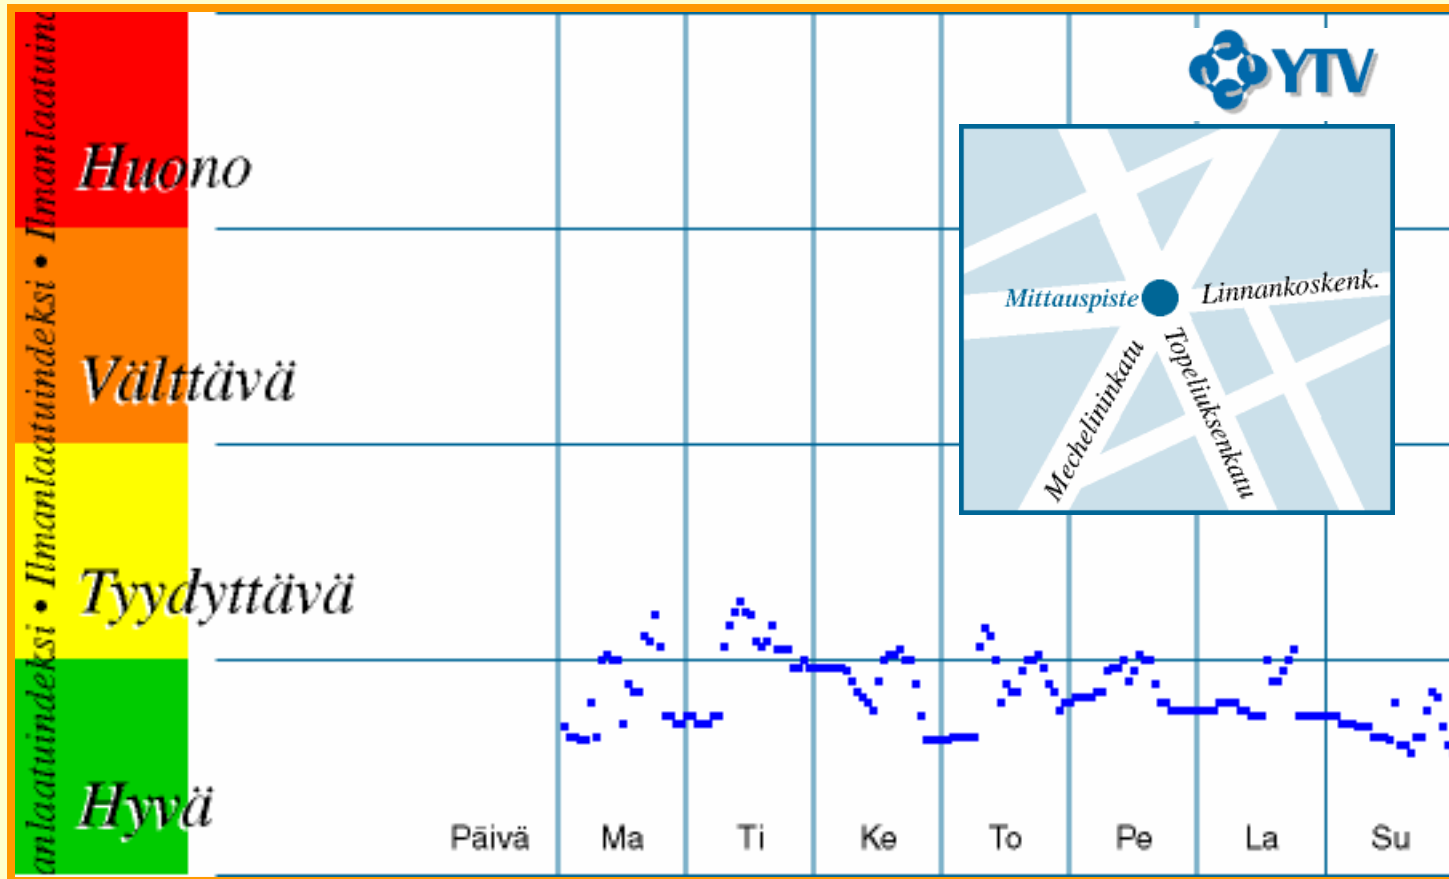 Ilmanlaatuindeksi • Ilmanlaatuindeksi • Ilmanlaatuin
YTV
Huono
Välttävä
Tyydyttävä
Hyvä
Mittauspiste
Linnankoskenk.
Mechelininkatu
Topeliuksenkatu
Päivä Ma Ti Ke To Pe La Su